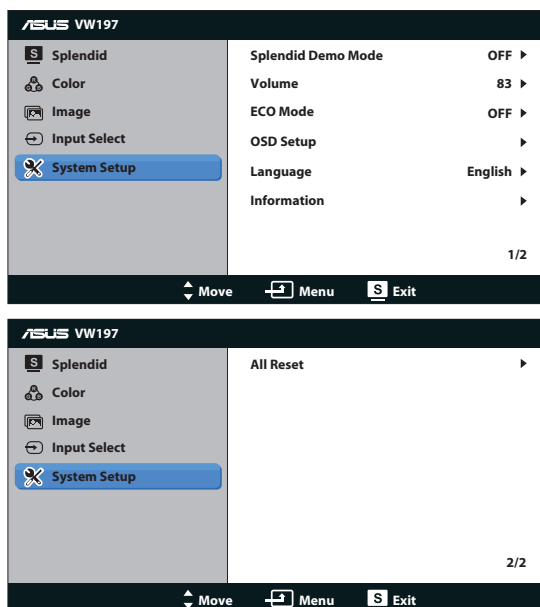 ASUS VW197
S Splendid
Color
Image
Input Select
System Setup
Splendid Demo Mode OFF
Volume 83
ECO Mode OFF
OSD Setup
Language English
Information
1/2
Move Menu S Exit
ASUS VW197
S Splendid
Color
Image
Input Select
System Setup
All Reset
2/2
Move Menu S Exit